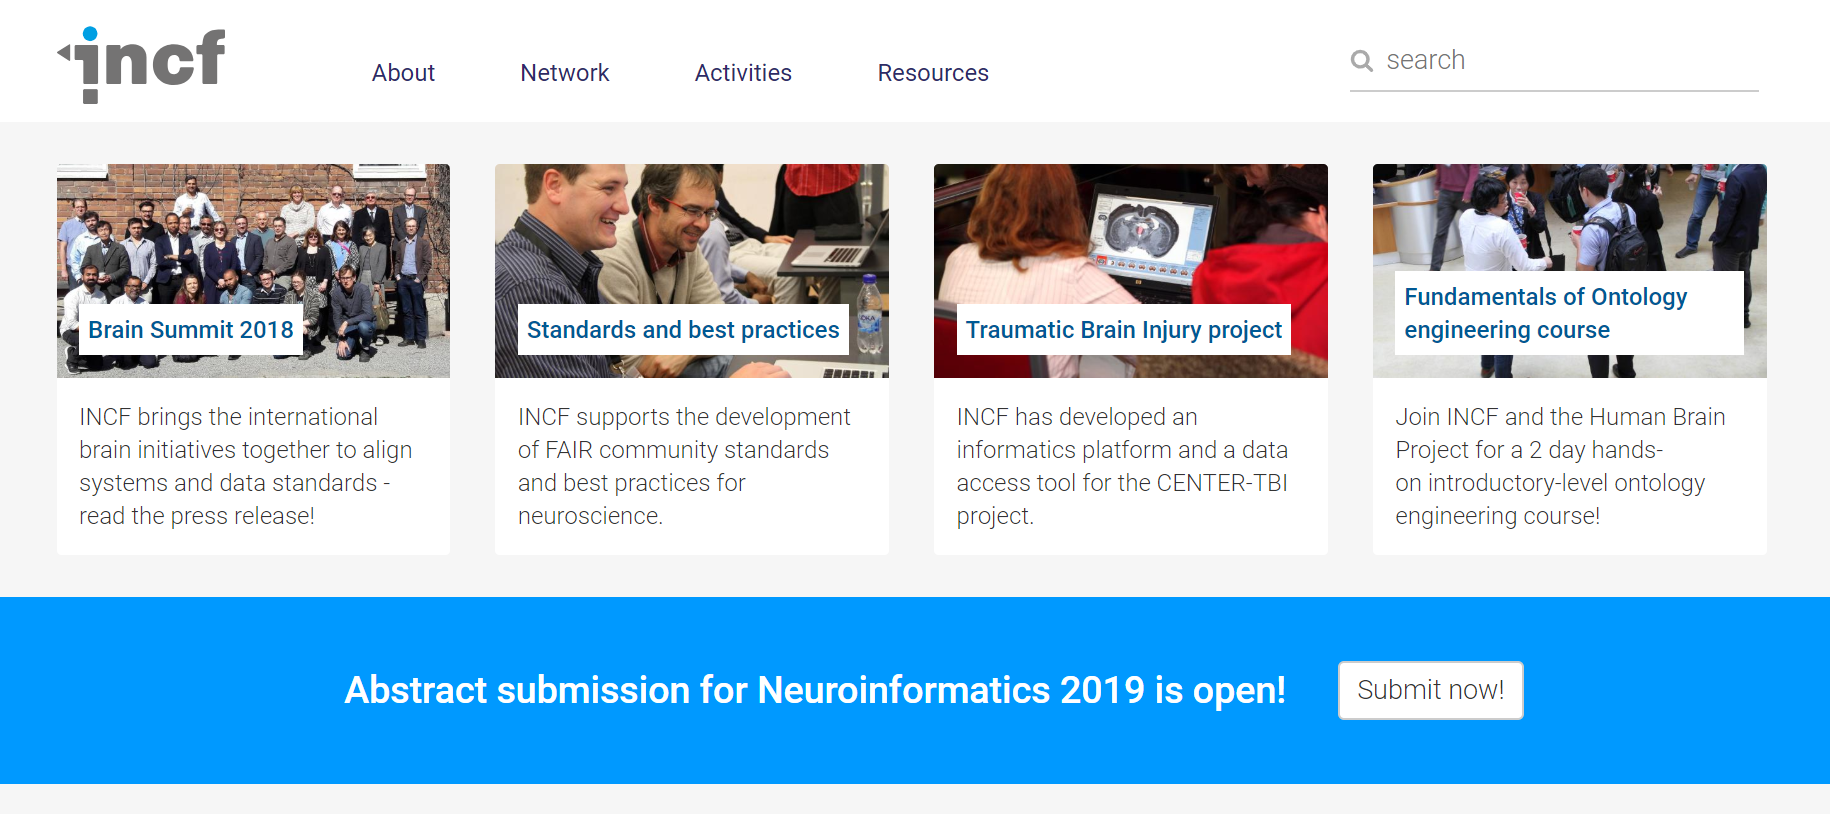 incf
About
Network
Activities
Resources
search
Brain Summit 2018
INCF brings the international
brain initiatives together to align
systems and data standards -
read the press release!
Standards and best practices
INCF supports the development
of FAIR community standards
and best practices for
neuroscience.
Traumatic Brain Injury project
INCF has developed an
informatics platform and a data
access tool for the CENTER-TBI
project.
Fundamentals of Ontology
engineering course
Join INCF and the Human Brain
Project for a 2 day hands-
on introductory-level ontology
engineering course!
Abstract submission for Neuroinformatics 2019 is open!
Submit now!